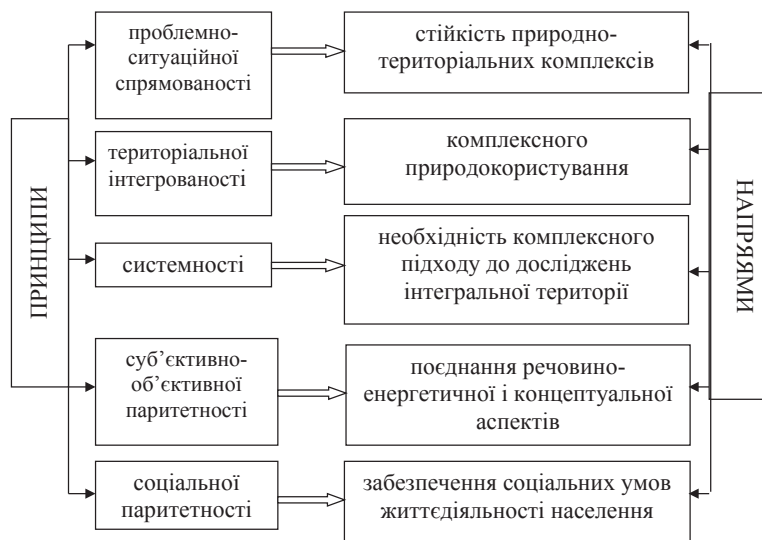 ПРИНЦИПИ
проблемно-
ситуаційної
спрямованості
стійкість природно-
територіальних комплексів
територіальної
інтегрованості
комплексного
природокористування
системності
необхідність комплексного
підходу до досліджень
інтегральної території
суб’єктивно-
об’єктивної
паритетності
поєднання речовино-
енергетичної і концептуальної
аспектів
соціальної
паритетності
забезпечення соціальних умов
життєдіяльності населення
НАПРЯЯМИ